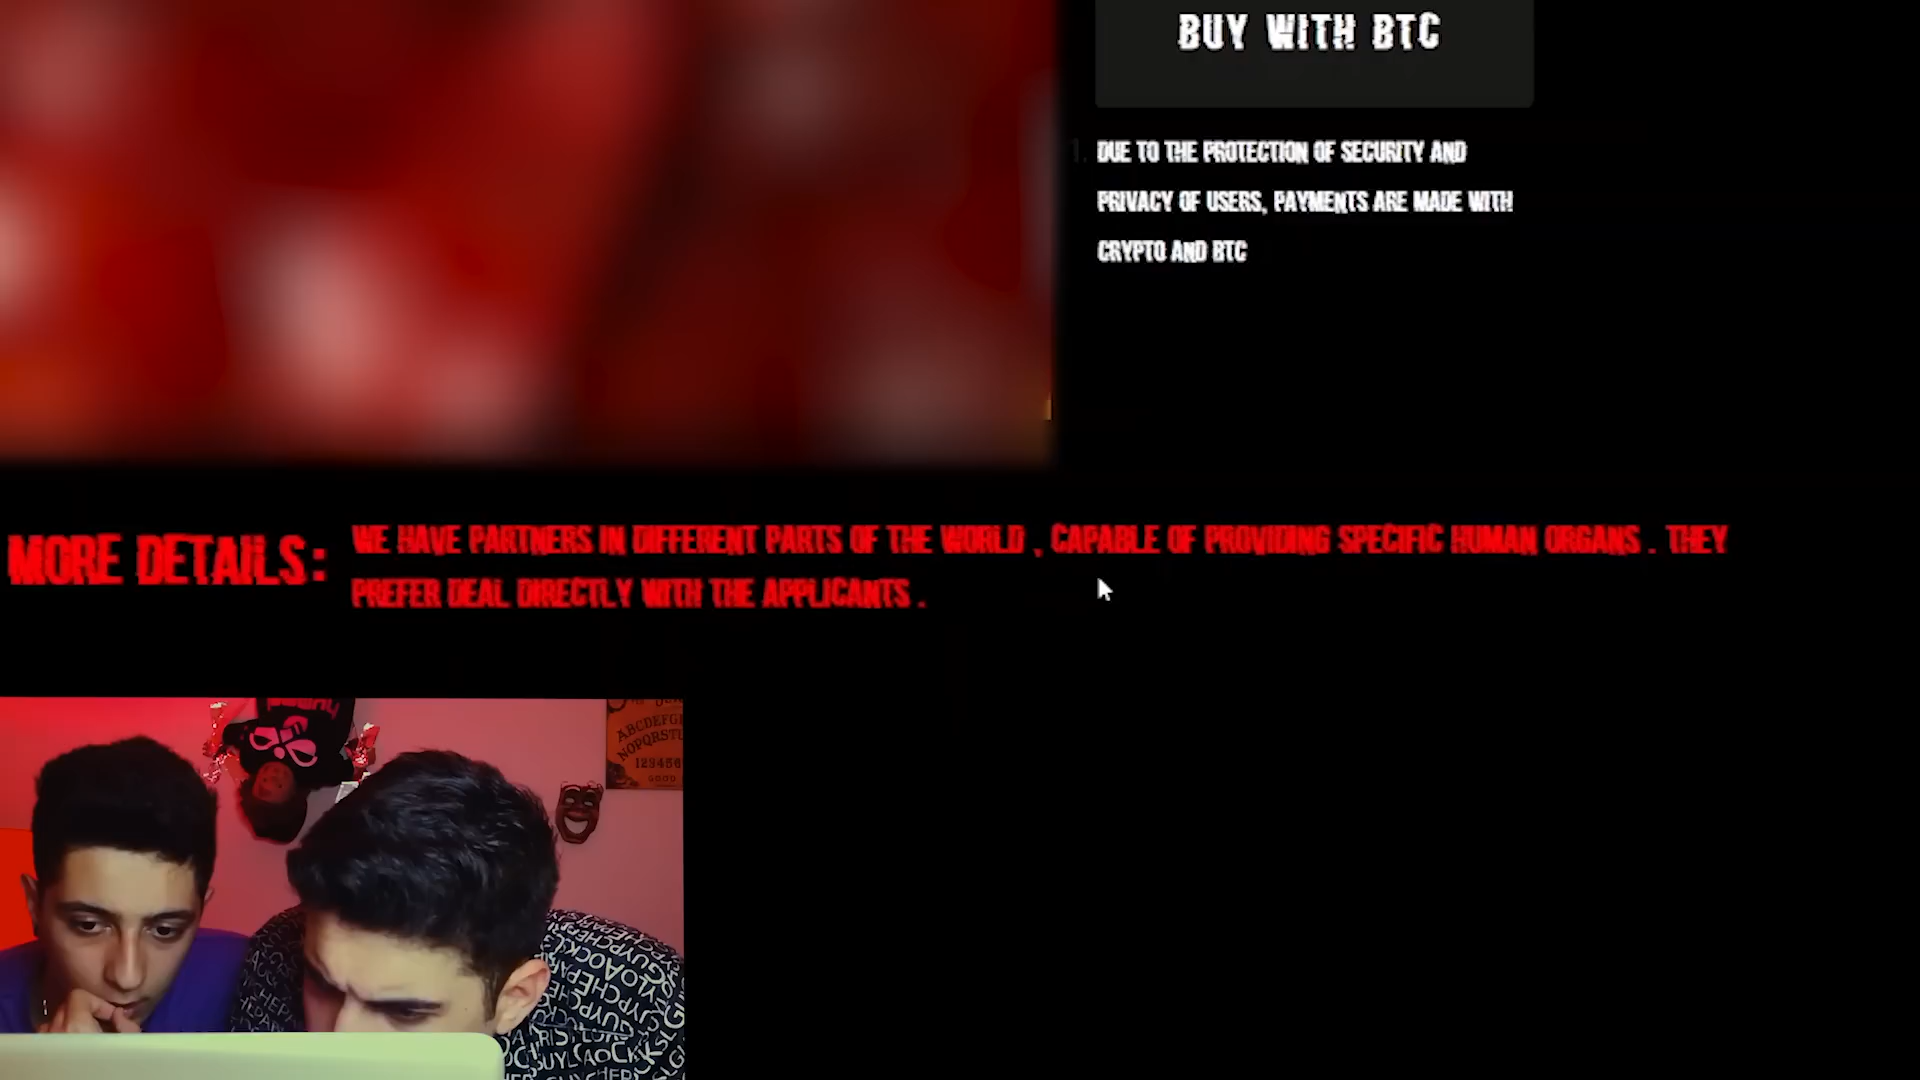 BUY WITH BTC
1. DUE TO THE PROTECTION OF SECURITY AND
PRIVACY OF USERS, PAYMENTS ARE MADE WITH
CRYPTO AND BTC
MORE DETAILS:
WE HAVE PARTNERS IN DIFFERENT PARTS OF THE WORLD , CAPABLE OF PROVIDING SPECIFIC HUMAN ORGANS . THEY
PREFER DEAL DIRECTLY WITH THE APPLICANTS .
ABCDEFG
NOPQRSTU
123456
GOOD